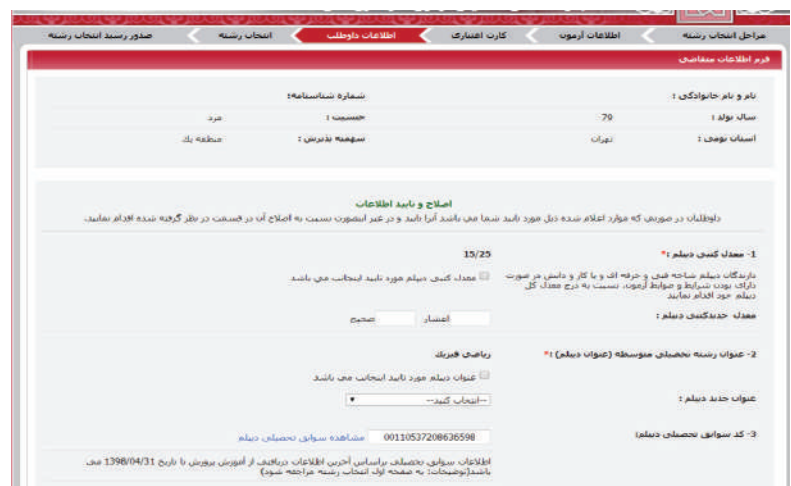 مراحل انتخاب رشته اطلاعات آزمون کارت اعتباری اطلاعات داوطلب انتخاب رشته صدور رسید انتخاب رشته
فرم اطلاعات متقاضی
نام و نام خانوادگی : شماره شناسنامه:
سال تولد : 79 جنسیت : مرد
استان بومی : تهران سهمیه پذیرش : منطقه یك
اصلاح و تایید اطلاعات
داوطلبان در صورتی که موارد اعلام شده ذیل مورد تایید شما می باشد آنرا تایید و در غیر اینصورت نسبت به اصلاح آن در قسمت در نظر گرفته شده اقدام نمایید.
1- معدل کتبی دیپلم :* 15/25
دارندگان دیپلم شاخه فنی و حرفه ای و یا کار و دانش در صورت معدل کتبی دیپلم مورد تایید اینجانب می باشد
دارای بودن شرایط و ضوابط آزمون، نسبت به درج معدل کل
دیپلم خود اقدام نمایند
معدل جدیدکتبی دیپلم : اعشار صحیح
2- عنوان رشته تحصیلی متوسطه (عنوان دیپلم) :* ریاضی فیزیك
عنوان دیپلم مورد تایید اینجانب می باشد
عنوان جدید دیپلم : --انتخاب کنید--
3- کد سوابق تحصیلی دیپلم: 00110537208636598 مشاهده سوابق تحصیلی دیپلم
اطلاعات سوابق تحصیلی براساس آخرین اطلاعات دریافتی از آموزش پرورش تا تاریخ 1398/04/31 می
باشد(توضیحات: به صفحه اول انتخاب رشته مراجعه شود)